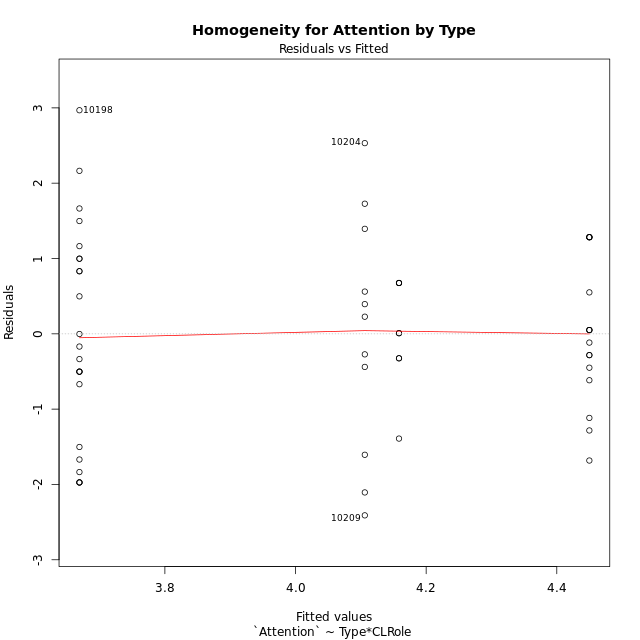 Homogeneity for Attention by Type
Residuals vs Fitted
3
2
1
0
-1
-2
-3
Residuals
10198
10204
10209
3.8 4.0 4.2 4.4
Fitted values
`Attention` ~ Type*CLRole